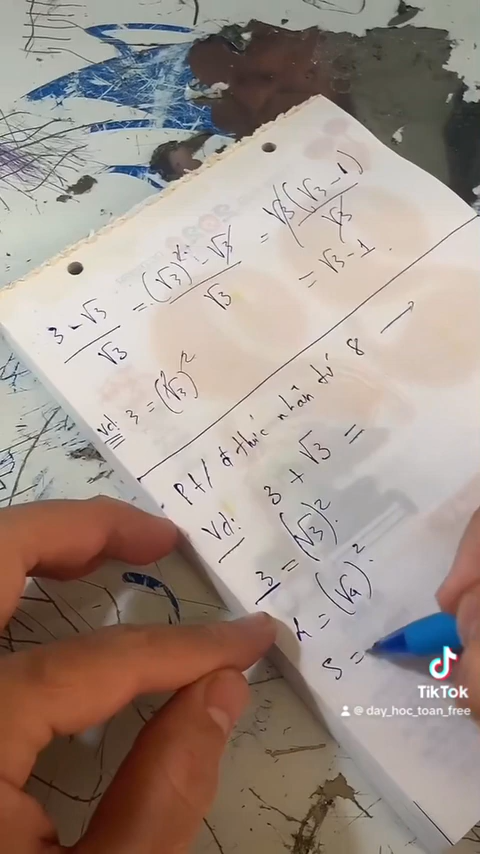 3 - √3 / √3 = (√3)² - √3 / √3 = √3(√3 - 1) / √3
= √3 - 1.
Vd: 3 = (√3)²
Pt/ đ thức nhân tử 8 →
Vd: 3 + √3 =
3 = (√3)².
4 = (√4)².
5 =
TikTok
@day_hoc_toan_free